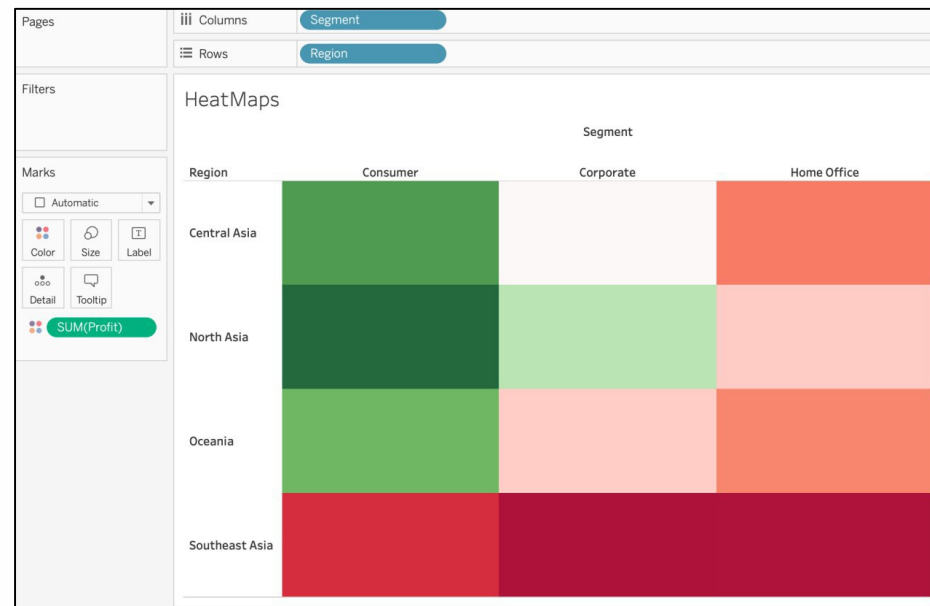 Pages
Columns
Segment
Rows
Region
Filters
Marks
Automatic
Color
Size
Label
Detail
Tooltip
SUM(Profit)
HeatMaps
Segment
Region Consumer Corporate Home Office
Central Asia
North Asia
Oceania
Southeast Asia